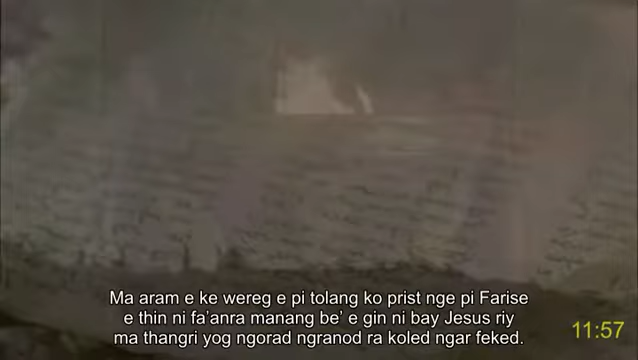 Ma aram e ke wereg e pi tolang ko prist nge pi Farise
e thin ni fa'anra manang be' e gin ni bay Jesus riy
ma thangri yog ngorad ngranod ra koled ngar feked.
11:57